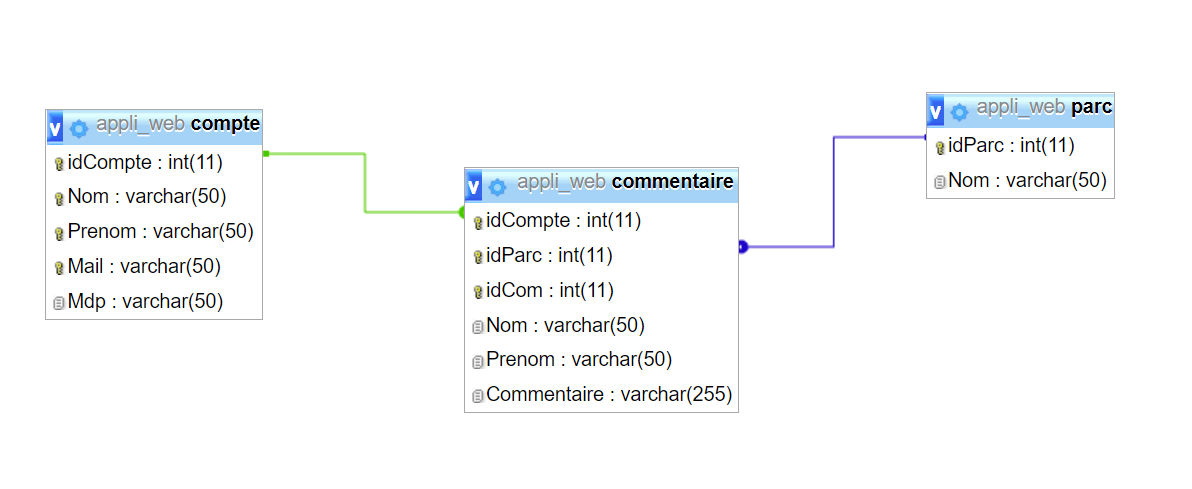 v appli_web compte
idCompte : int(11)
Nom : varchar(50)
Prenom : varchar(50)
Mail : varchar(50)
Mdp : varchar(50)
v appli_web commentaire
idCompte : int(11)
idParc : int(11)
idCom : int(11)
Nom : varchar(50)
Prenom : varchar(50)
Commentaire : varchar(255)
v appli_web parc
idParc : int(11)
Nom : varchar(50)